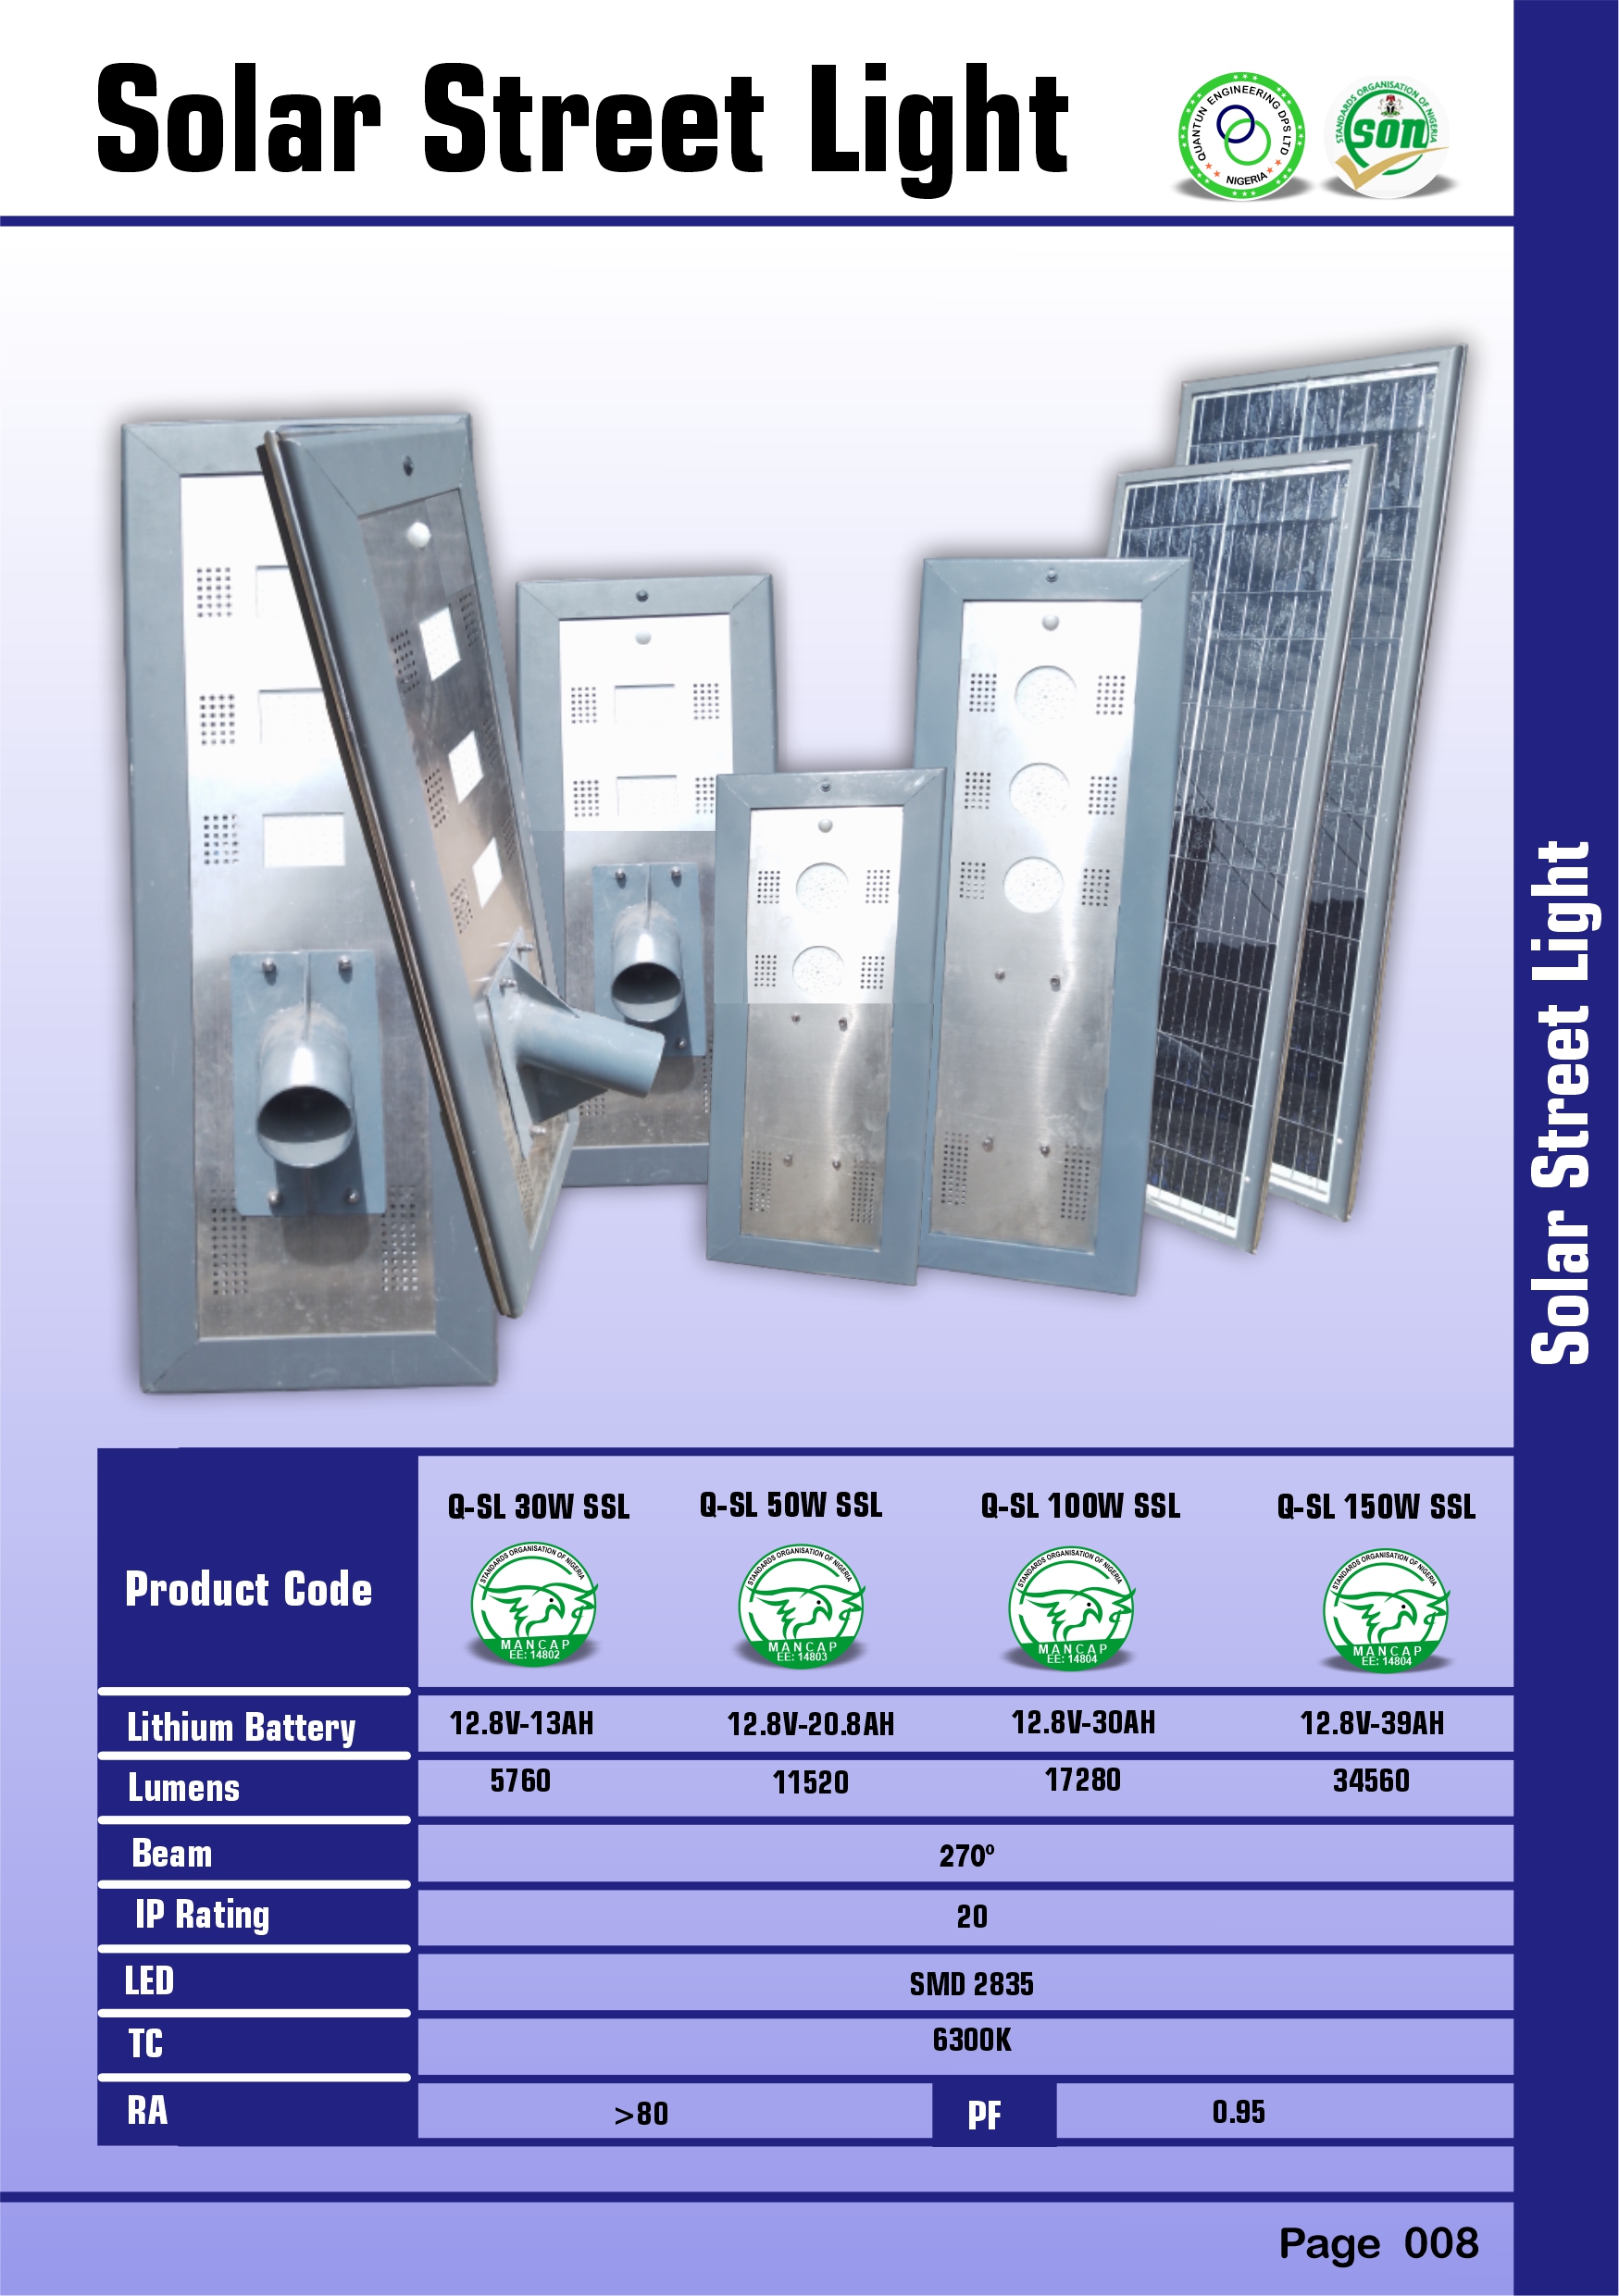 Solar Street Light
QUANTUN ENGINEERING DPS LTD
NIGERIA
STANDARDS ORGANISATION OF NIGERIA
son
Solar Street Light
Product Code
Q-SL 30W SSL
Q-SL 50W SSL
Q-SL 100W SSL
Q-SL 150W SSL
STANDARDS ORGANISATION OF NIGERIA
MANCAP
EE: 14802
STANDARDS ORGANISATION OF NIGERIA
MANCAP
EE: 14803
STANDARDS ORGANISATION OF NIGERIA
MANCAP
EE: 14804
STANDARDS ORGANISATION OF NIGERIA
MANCAP
EE: 14804
Lithium Battery 12.8V-13AH 12.8V-20.8AH 12.8V-30AH 12.8V-39AH
Lumens 5760 11520 17280 34560
Beam 270º
IP Rating 20
LED SMD 2835
TC 6300K
RA >80 PF 0.95
Page 008